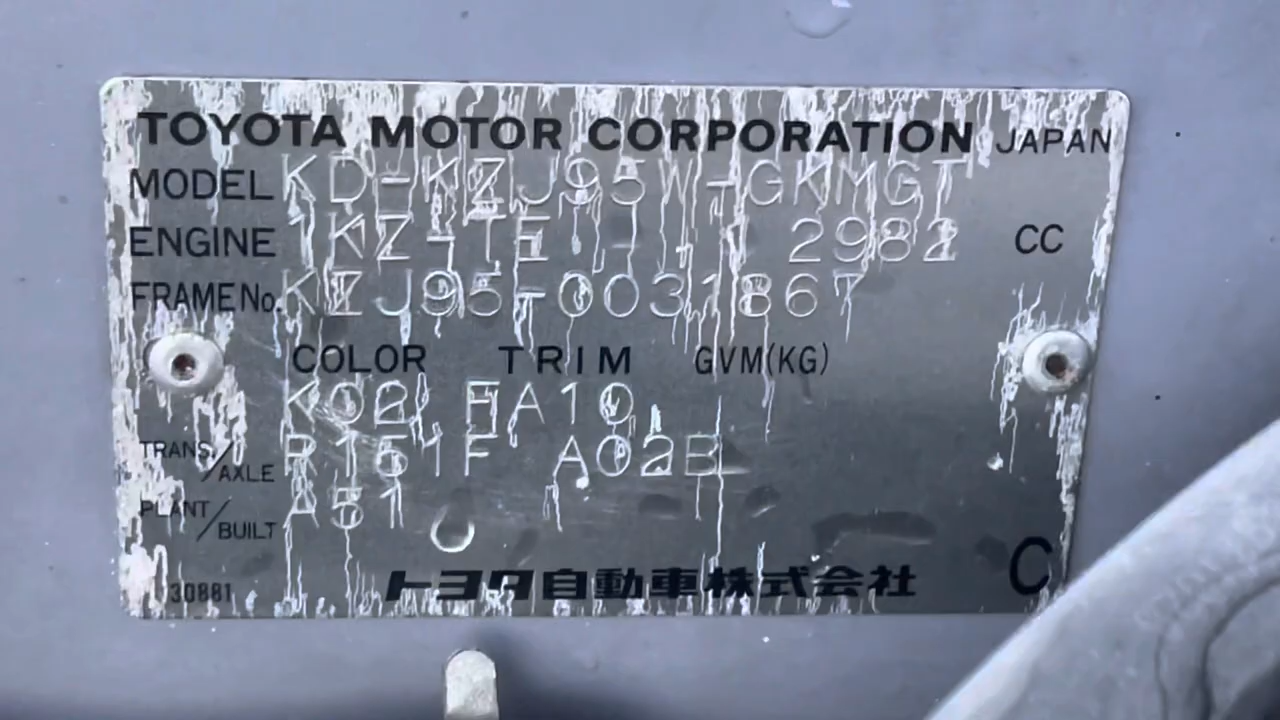 TOYOTA MOTOR CORPORATION JAPAN
MODEL KD-KZJ95W-GKMGT
ENGINE 1KZ-TE 2982 CC
FRAME No. KZJ95-0031867
COLOR TRIM GVM(KG)
K02 FA10
TRANS./AXLE R151F A02B
PLANT/BUILT A51
トヨタ自動車株式会社 C
30881